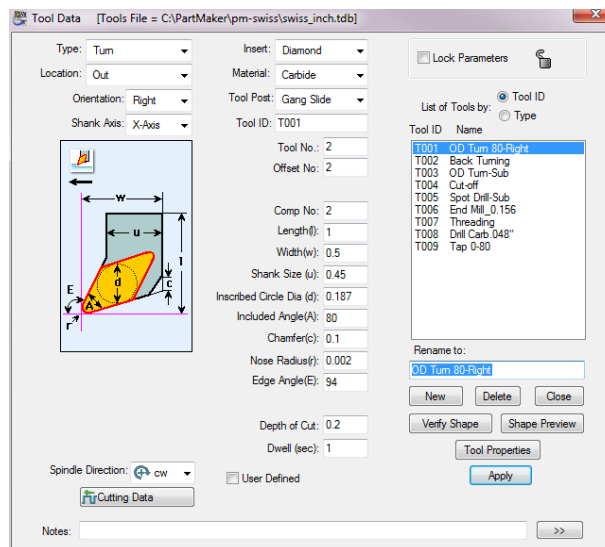 Tool Data [Tools File = C:\PartMaker\pm-swiss\swiss_inch.tdb]
Type: Turn
Location: Out
Orientation: Right
Shank Axis: X-Axis
w
u
l
d
c
E
A
r
Spindle Direction: CW
Cutting Data
Insert: Diamond
Material: Carbide
Tool Post: Gang Slide
Tool ID: T001
Tool No.: 2
Offset No: 2
Comp No: 2
Length(l): 1
Width(w): 0.5
Shank Size (u): 0.45
Inscribed Circle Dia (d): 0.187
Included Angle(A): 80
Chamfer(c): 0.1
Nose Radius(r): 0.002
Edge Angle(E): 94
Depth of Cut: 0.2
Dwell (sec): 1
User Defined
Lock Parameters
List of Tools by: Tool ID
Type
Tool ID Name
T001 OD Turn 80-Right
T002 Back Turning
T003 OD Turn-Sub
T004 Cut-off
T005 Spot Drill-Sub
T006 End Mill_0.156
T007 Threading
T008 Drill Carb.048"
T009 Tap 0-80
Rename to:
OD Turn 80-Right
New Delete Close
Verify Shape Shape Preview
Tool Properties
Apply
Notes: >>